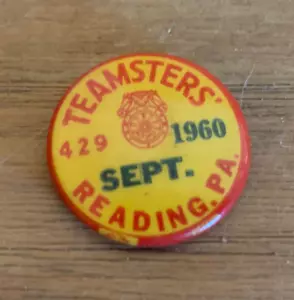 TEAMSTERS'
429
1960
SEPT.
READING, PA.